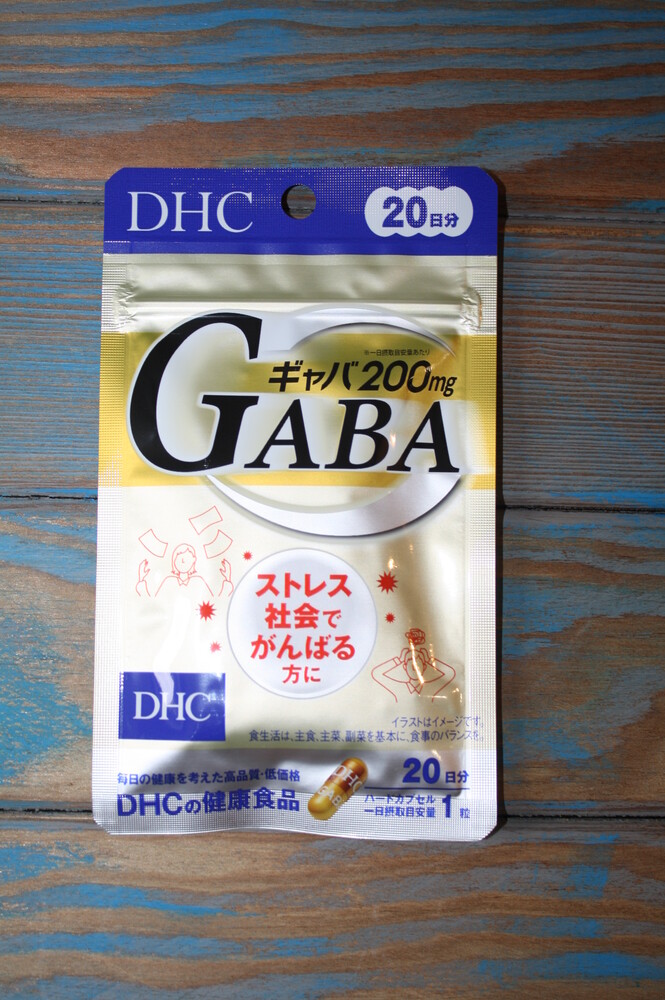 DHC
20日分
※一日摂取目安量あたり
ギャバ200mg
GABA
ストレス
社会で
がんばる
方に
DHC
イラストはイメージです。
食生活は、主食、主菜、副菜を基本に、食事のバランスを。
毎日の健康を考えた高品質・低価格
DHCの健康食品
20日分
ハードカプセル
一日摂取目安量 1粒
DHC